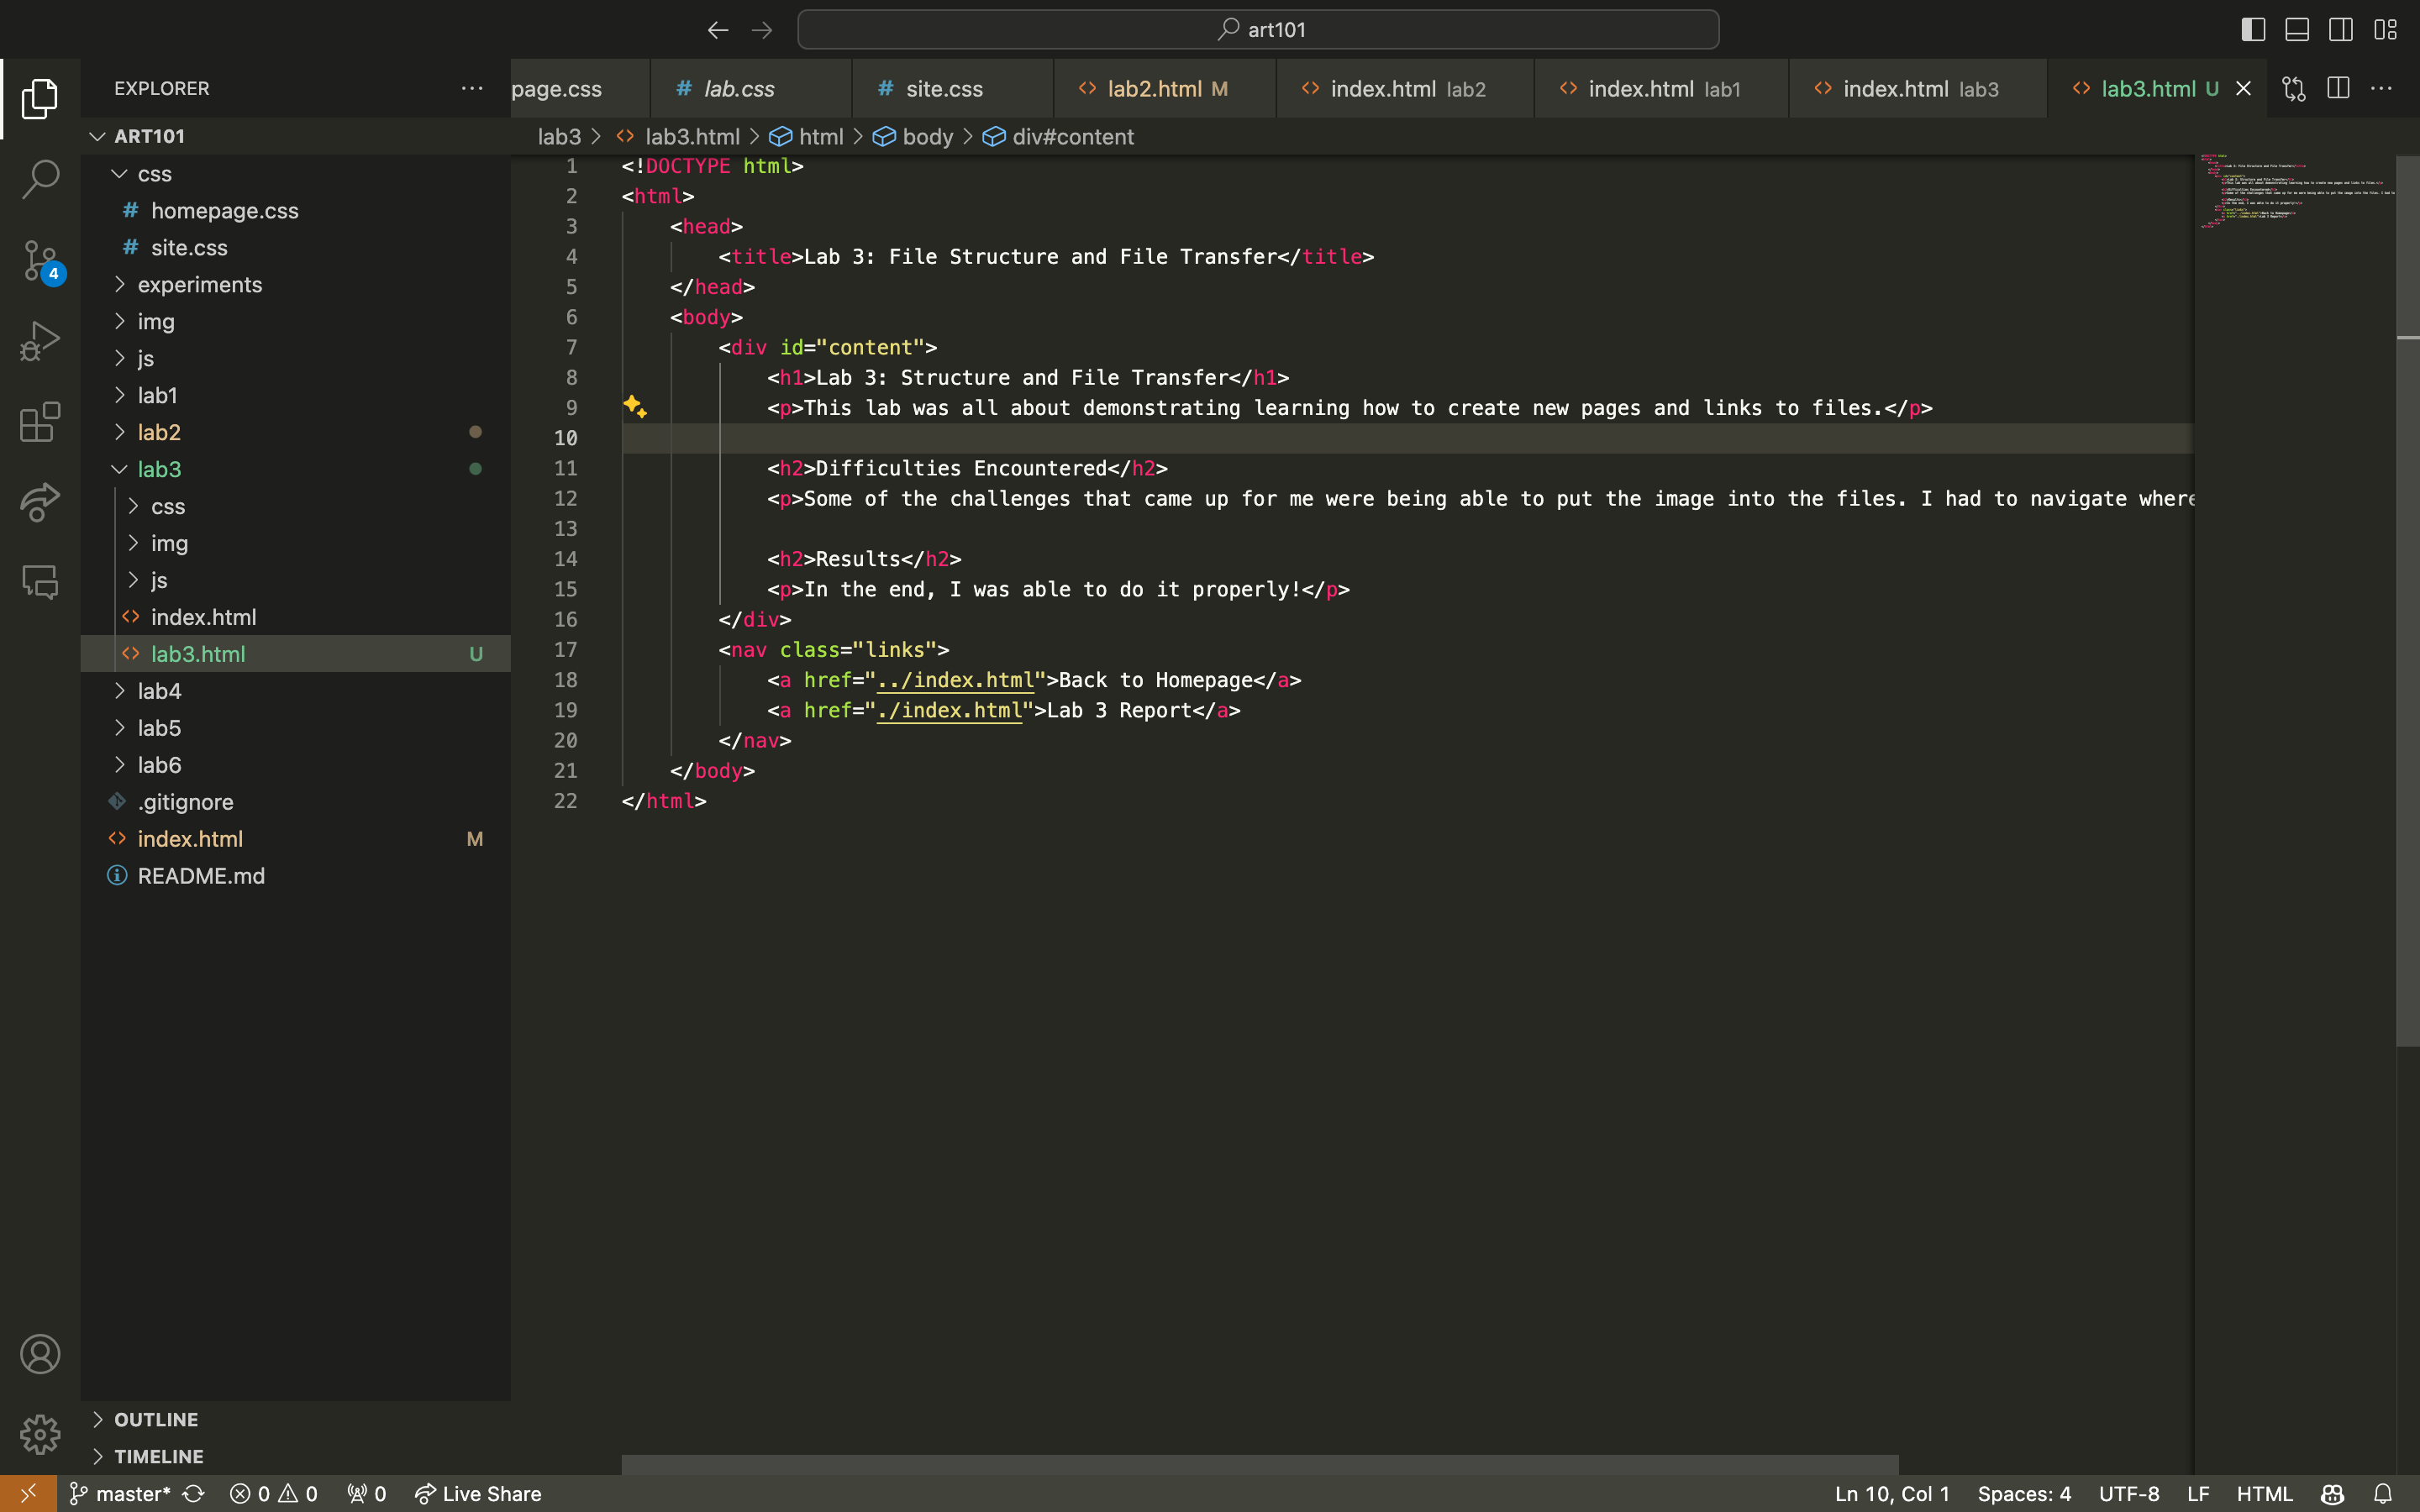 art101
EXPLORER
page.css
# lab.css
# site.css
<> lab2.html M
<> index.html lab2
<> index.html lab1
<> index.html lab3
<> lab3.html U
ART101
lab3 > <> lab3.html > html > body > div#content
css
# homepage.css
# site.css
experiments
img
js
lab1
lab2
lab3
css
img
js
<> index.html
<> lab3.html U
lab4
lab5
lab6
.gitignore
<> index.html M
README.md
4
1 <!DOCTYPE html>
2 <html>
3 <head>
4 <title>Lab 3: File Structure and File Transfer</title>
5 </head>
6 <body>
7 <div id="content">
8 <h1>Lab 3: Structure and File Transfer</h1>
9 <p>This lab was all about demonstrating learning how to create new pages and links to files.</p>
10
11 <h2>Difficulties Encountered</h2>
12 <p>Some of the challenges that came up for me were being able to put the image into the files. I had to navigate where
13
14 <h2>Results</h2>
15 <p>In the end, I was able to do it properly!</p>
16 </div>
17 <nav class="links">
18 <a href="../index.html">Back to Homepage</a>
19 <a href="./index.html">Lab 3 Report</a>
20 </nav>
21 </body>
22 </html>
OUTLINE
TIMELINE
master* 0 0 0 Live Share
Ln 10, Col 1 Spaces: 4 UTF-8 LF HTML